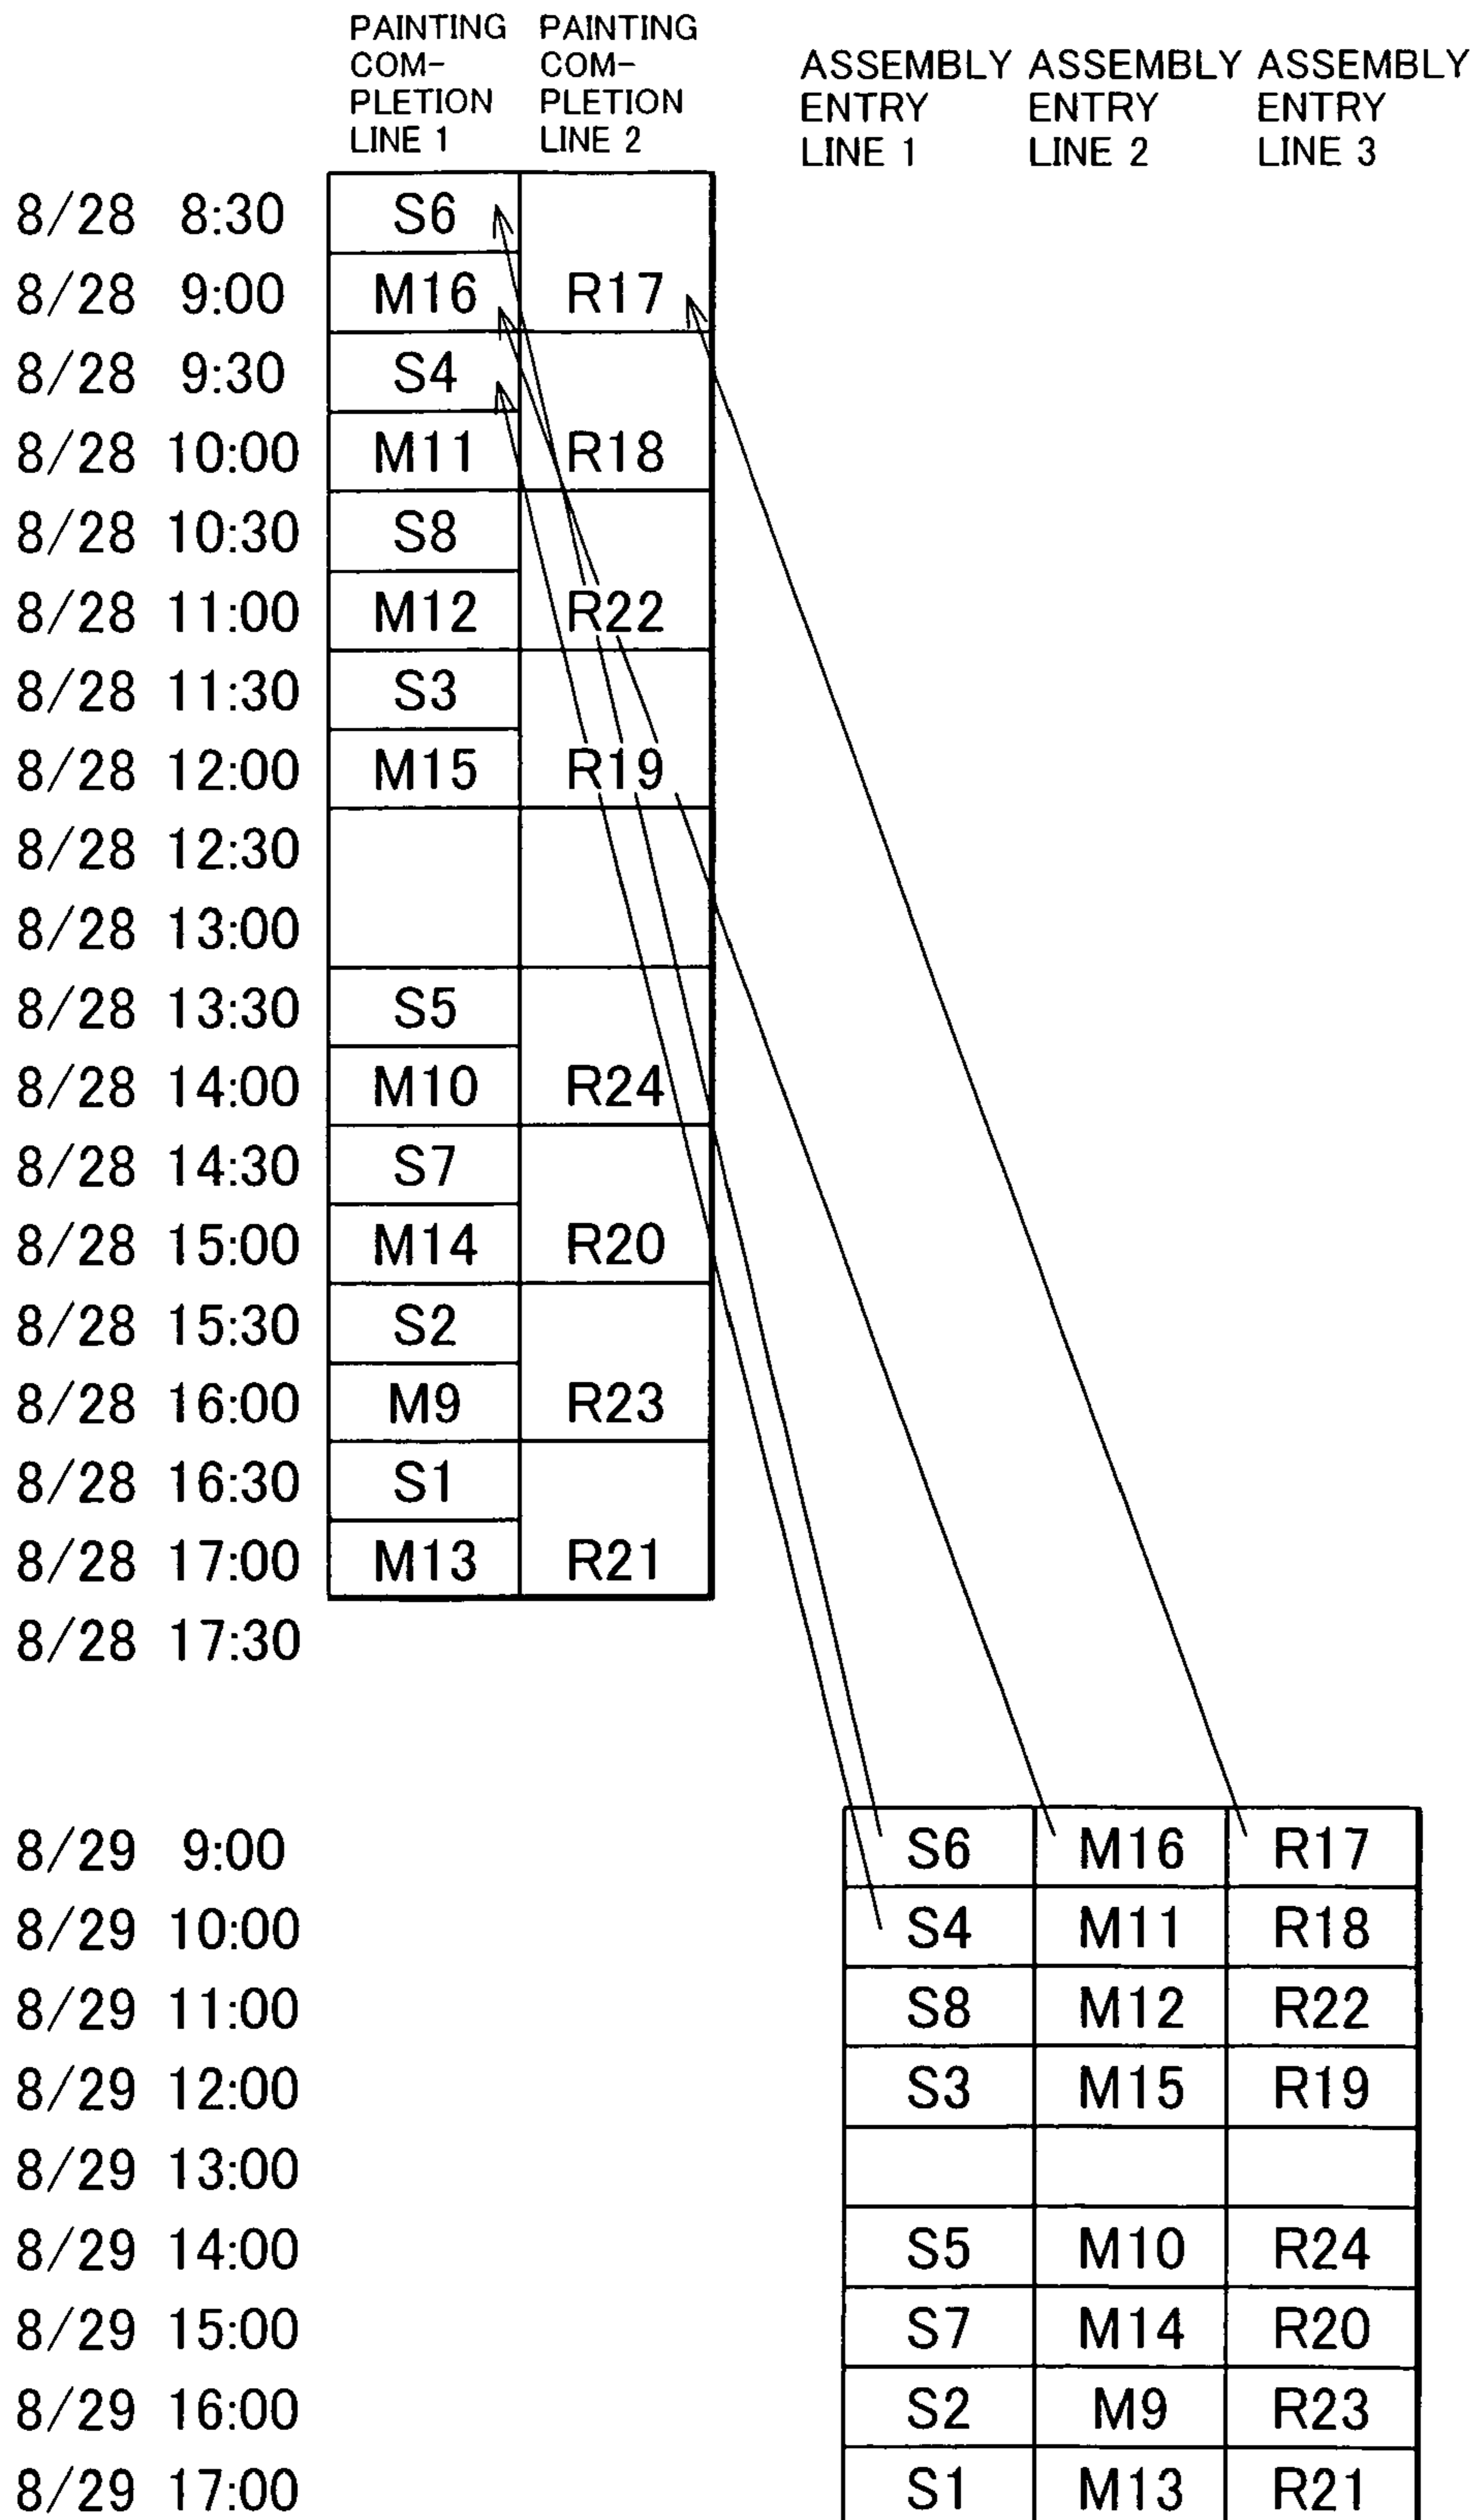 PAINTING PAINTING
COM- COM- ASSEMBLY ASSEMBLY ASSEMBLY
PLETION PLETION ENTRY ENTRY ENTRY
LINE 1 LINE 2 LINE 1 LINE 2 LINE 3
8/28 8:30 S6
8/28 9:00 M16 R17
8/28 9:30 S4
8/28 10:00 M11 R18
8/28 10:30 S8
8/28 11:00 M12 R22
8/28 11:30 S3
8/28 12:00 M15 R19
8/28 12:30
8/28 13:00
8/28 13:30 S5
8/28 14:00 M10 R24
8/28 14:30 S7
8/28 15:00 M14 R20
8/28 15:30 S2
8/28 16:00 M9 R23
8/28 16:30 S1
8/28 17:00 M13 R21
8/28 17:30
8/29 9:00 S6 M16 R17
8/29 10:00 S4 M11 R18
8/29 11:00 S8 M12 R22
8/29 12:00 S3 M15 R19
8/29 13:00
8/29 14:00 S5 M10 R24
8/29 15:00 S7 M14 R20
8/29 16:00 S2 M9 R23
8/29 17:00 S1 M13 R21